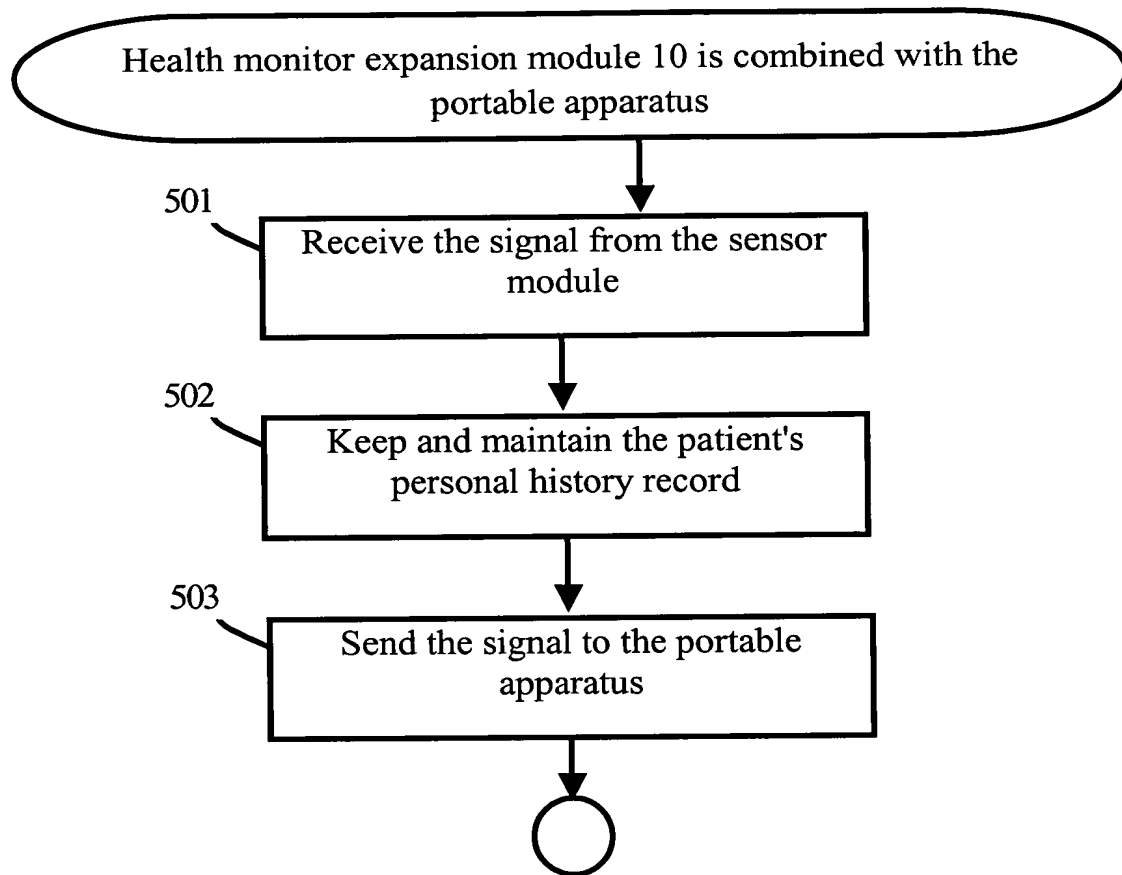 Health monitor expansion module 10 is combined with the
portable apparatus
501
Receive the signal from the sensor
module
502
Keep and maintain the patient's
personal history record
503
Send the signal to the portable
apparatus